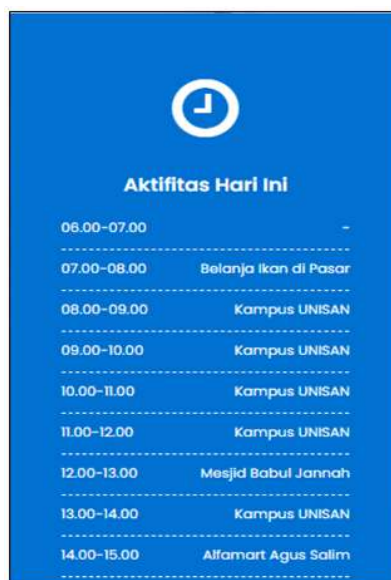 Aktifitas Hari Ini
06.00-07.00 -
07.00-08.00 Belanja Ikan di Pasar
08.00-09.00 Kampus UNISAN
09.00-10.00 Kampus UNISAN
10.00-11.00 Kampus UNISAN
11.00-12.00 Kampus UNISAN
12.00-13.00 Mesjid Babul Jannah
13.00-14.00 Kampus UNISAN
14.00-15.00 Alfamart Agus Salim